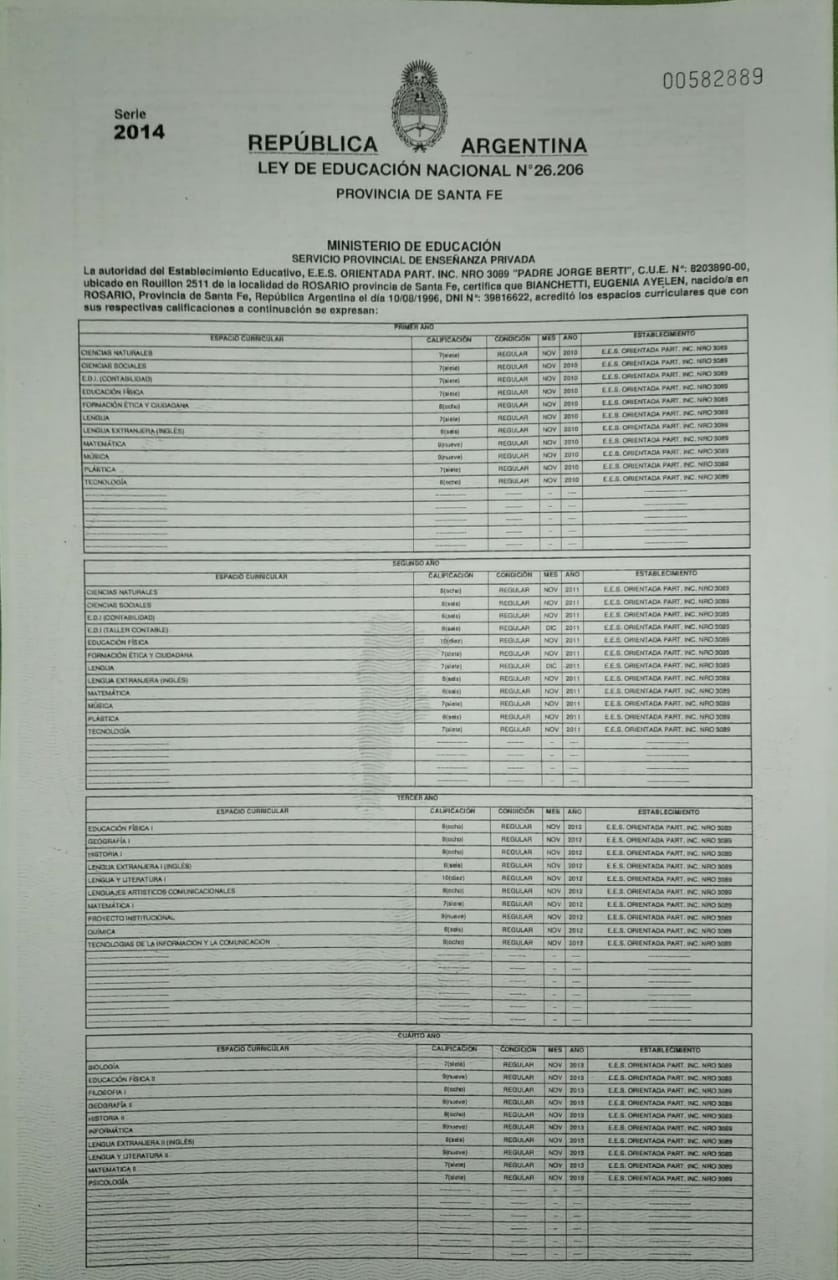 00582889
Serie
2014
REPÚBLICA ARGENTINA
LEY DE EDUCACIÓN NACIONAL N°26.206
PROVINCIA DE SANTA FE
MINISTERIO DE EDUCACIÓN
SERVICIO PROVINCIAL DE ENSEÑANZA PRIVADA
La autoridad del Establecimiento Educativo, E.E.S. ORIENTADA PART. INC. NRO 3089 "PADRE JORGE BERTI", C.U.E. N°: 8203890-00,
ubicado en Rouillon 2511 de la localidad de ROSARIO provincia de Santa Fe, certifica que BIANCHETTI, EUGENIA AYELEN, nacido/a en
ROSARIO, Provincia de Santa Fe, República Argentina el día 10/08/1996, DNI N°: 39816622, acreditó los espacios curriculares que con
sus respectivas calificaciones a continuación se expresan:
PRIMER AÑO
ESPACIO CURRICULAR CALIFICACIÓN CONDICIÓN MES AÑO ESTABLECIMIENTO
CIENCIAS NATURALES 7(siete) REGULAR NOV 2010 E.E.S. ORIENTADA PART. INC. NRO 3089
CIENCIAS SOCIALES 7(siete) REGULAR NOV 2010 E.E.S. ORIENTADA PART. INC. NRO 3089
E.D.I. (CONTABILIDAD) 7(siete) REGULAR NOV 2010 E.E.S. ORIENTADA PART. INC. NRO 3089
EDUCACIÓN FÍSICA 7(siete) REGULAR NOV 2010 E.E.S. ORIENTADA PART. INC. NRO 3089
FORMACIÓN ÉTICA Y CIUDADANA 8(ocho) REGULAR NOV 2010 E.E.S. ORIENTADA PART. INC. NRO 3089
LENGUA 7(siete) REGULAR NOV 2010 E.E.S. ORIENTADA PART. INC. NRO 3089
LENGUA EXTRANJERA (INGLÉS) 6(seis) REGULAR NOV 2010 E.E.S. ORIENTADA PART. INC. NRO 3089
MATEMÁTICA 9(nueve) REGULAR NOV 2010 E.E.S. ORIENTADA PART. INC. NRO 3089
MÚSICA 9(nueve) REGULAR NOV 2010 E.E.S. ORIENTADA PART. INC. NRO 3089
PLÁSTICA 7(siete) REGULAR NOV 2010 E.E.S. ORIENTADA PART. INC. NRO 3089
TECNOLOGÍA 8(ocho) REGULAR NOV 2010 E.E.S. ORIENTADA PART. INC. NRO 3089
SEGUNDO AÑO
ESPACIO CURRICULAR CALIFICACIÓN CONDICIÓN MES AÑO ESTABLECIMIENTO
CIENCIAS NATURALES 8(ocho) REGULAR NOV 2011 E.E.S. ORIENTADA PART. INC. NRO 3089
CIENCIAS SOCIALES 6(seis) REGULAR NOV 2011 E.E.S. ORIENTADA PART. INC. NRO 3089
E.D.I (CONTABILIDAD) 6(seis) REGULAR NOV 2011 E.E.S. ORIENTADA PART. INC. NRO 3089
E.D.I (TALLER CONTABLE) 6(seis) REGULAR DIC 2011 E.E.S. ORIENTADA PART. INC. NRO 3089
EDUCACIÓN FÍSICA 10(diez) REGULAR NOV 2011 E.E.S. ORIENTADA PART. INC. NRO 3089
FORMACIÓN ÉTICA Y CIUDADANA 7(siete) REGULAR NOV 2011 E.E.S. ORIENTADA PART. INC. NRO 3089
LENGUA 7(siete) REGULAR DIC 2011 E.E.S. ORIENTADA PART. INC. NRO 3089
LENGUA EXTRANJERA (INGLÉS) 6(seis) REGULAR NOV 2011 E.E.S. ORIENTADA PART. INC. NRO 3089
MATEMÁTICA 6(seis) REGULAR NOV 2011 E.E.S. ORIENTADA PART. INC. NRO 3089
MÚSICA 7(siete) REGULAR NOV 2011 E.E.S. ORIENTADA PART. INC. NRO 3089
PLÁSTICA 6(seis) REGULAR NOV 2011 E.E.S. ORIENTADA PART. INC. NRO 3089
TECNOLOGÍA 7(siete) REGULAR NOV 2011 E.E.S. ORIENTADA PART. INC. NRO 3089
TERCER AÑO
ESPACIO CURRICULAR CALIFICACIÓN CONDICIÓN MES AÑO ESTABLECIMIENTO
EDUCACIÓN FÍSICA I 8(ocho) REGULAR NOV 2012 E.E.S. ORIENTADA PART. INC. NRO 3089
GEOGRAFÍA I 8(ocho) REGULAR NOV 2012 E.E.S. ORIENTADA PART. INC. NRO 3089
HISTORIA I 8(ocho) REGULAR NOV 2012 E.E.S. ORIENTADA PART. INC. NRO 3089
LENGUA EXTRANJERA I (INGLÉS) 6(seis) REGULAR NOV 2012 E.E.S. ORIENTADA PART. INC. NRO 3089
LENGUA Y LITERATURA I 10(diez) REGULAR NOV 2012 E.E.S. ORIENTADA PART. INC. NRO 3089
LENGUAJES ARTISTICOS COMUNICACIONALES 8(ocho) REGULAR NOV 2012 E.E.S. ORIENTADA PART. INC. NRO 3089
MATEMÁTICA I 7(siete) REGULAR NOV 2012 E.E.S. ORIENTADA PART. INC. NRO 3089
PROYECTO INSTITUCIONAL 9(nueve) REGULAR NOV 2012 E.E.S. ORIENTADA PART. INC. NRO 3089
QUÍMICA 6(seis) REGULAR NOV 2012 E.E.S. ORIENTADA PART. INC. NRO 3089
TECNOLOGIAS DE LA INFORMACION Y LA COMUNICACION 8(ocho) REGULAR NOV 2012 E.E.S. ORIENTADA PART. INC. NRO 3089
CUARTO AÑO
ESPACIO CURRICULAR CALIFICACIÓN CONDICIÓN MES AÑO ESTABLECIMIENTO
BIOLOGÍA 7(siete) REGULAR NOV 2013 E.E.S. ORIENTADA PART. INC. NRO 3089
EDUCACIÓN FÍSICA II 9(nueve) REGULAR NOV 2013 E.E.S. ORIENTADA PART. INC. NRO 3089
FILOSOFIA I 8(ocho) REGULAR NOV 2013 E.E.S. ORIENTADA PART. INC. NRO 3089
GEOGRAFÍA II 9(nueve) REGULAR NOV 2013 E.E.S. ORIENTADA PART. INC. NRO 3089
HISTORIA II 8(ocho) REGULAR NOV 2013 E.E.S. ORIENTADA PART. INC. NRO 3089
INFORMÁTICA 9(nueve) REGULAR NOV 2013 E.E.S. ORIENTADA PART. INC. NRO 3089
LENGUA EXTRANJERA II (INGLÉS) 6(seis) REGULAR NOV 2013 E.E.S. ORIENTADA PART. INC. NRO 3089
LENGUA Y LITERATURA II 9(nueve) REGULAR NOV 2013 E.E.S. ORIENTADA PART. INC. NRO 3089
MATEMATICA II 7(siete) REGULAR NOV 2013 E.E.S. ORIENTADA PART. INC. NRO 3089
PSICOLOGÍA 7(siete) REGULAR NOV 2013 E.E.S. ORIENTADA PART. INC. NRO 3089